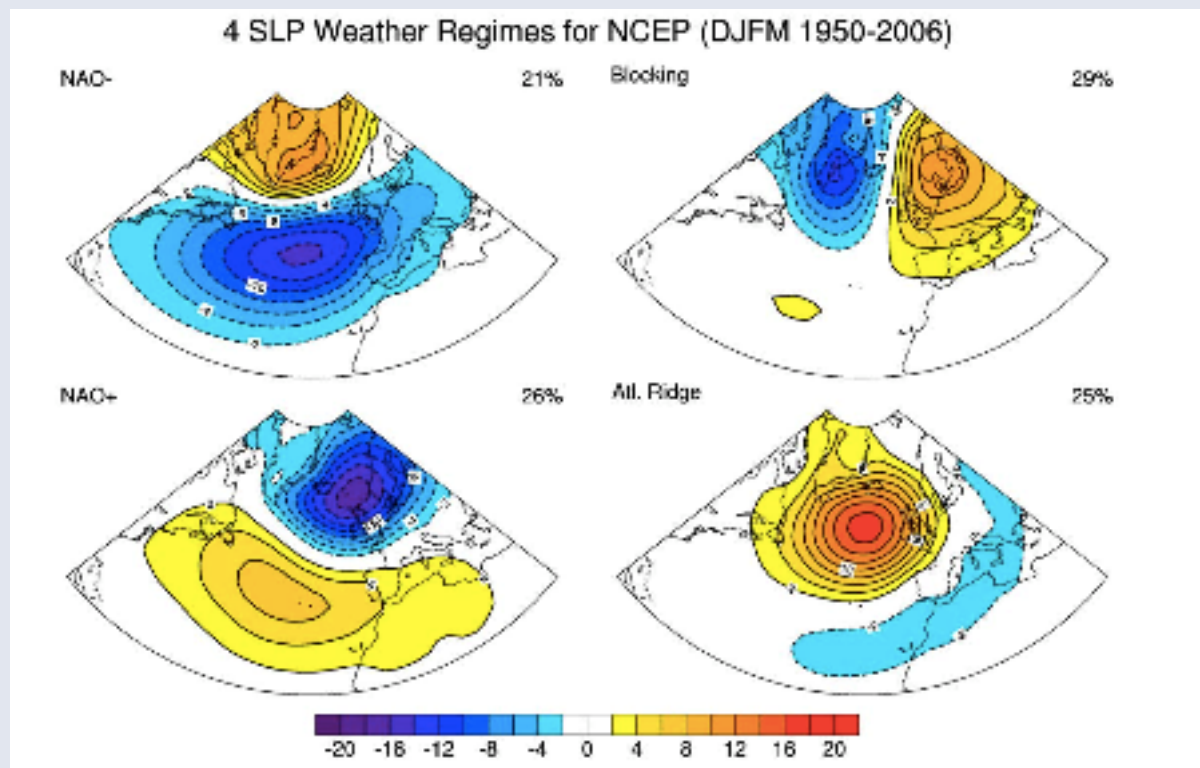 4 SLP Weather Regimes for NCEP (DJFM 1950-2006)
NAO- 21%
Blocking 29%
NAO+ 26%
Atl. Ridge 25%
-20 -16 -12 -8 -4 0 4 8 12 16 20